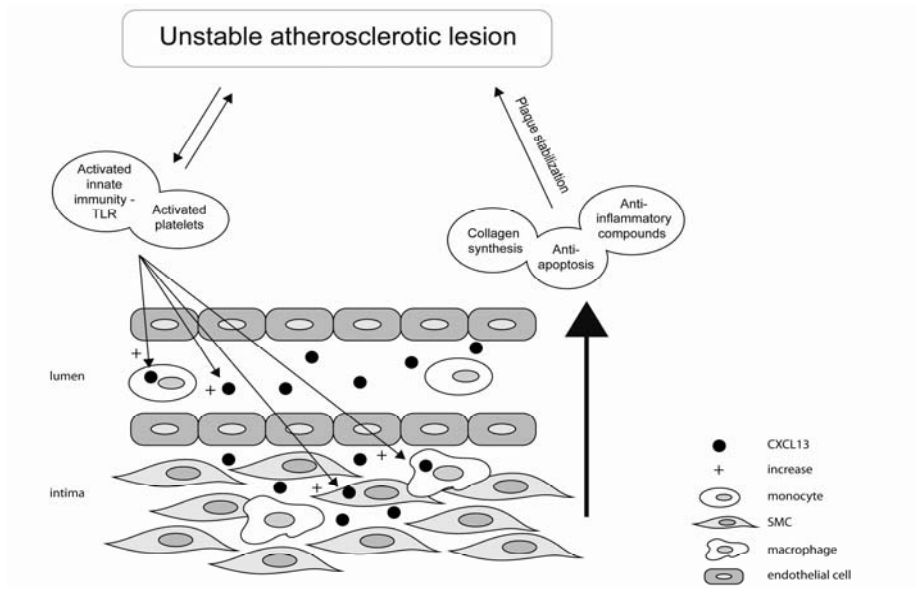 Unstable atherosclerotic lesion
Activated
innate
immunity -
TLR
Activated
platelets
Plaque stabilization
Collagen
synthesis
Anti-
apoptosis
Anti-
inflammatory
compounds
+
lumen
+
+
intima
+
CXCL13
+ increase
monocyte
SMC
macrophage
endothelial cell